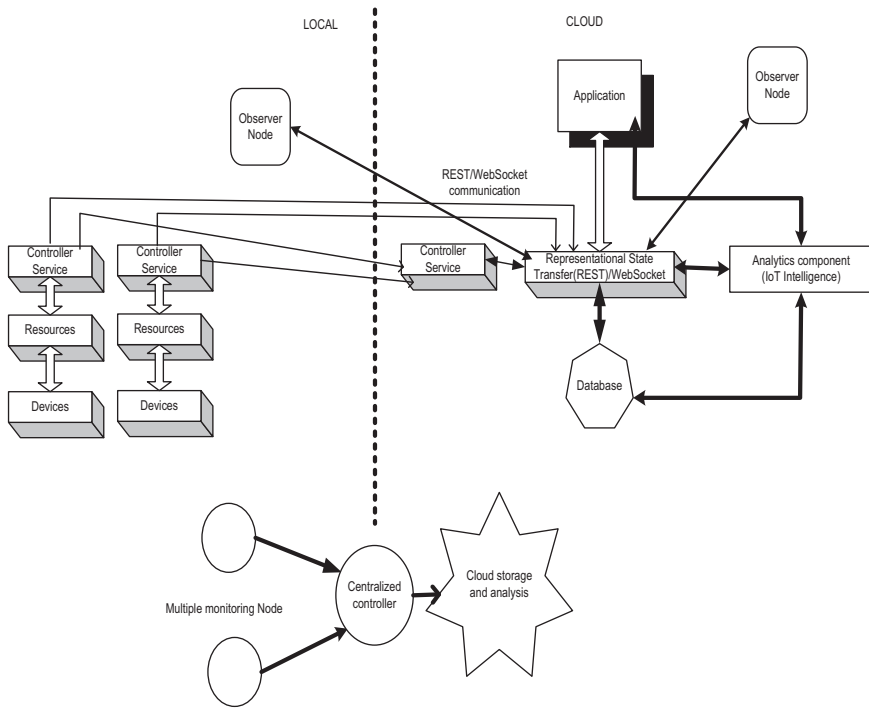 LOCAL
CLOUD
Observer
Node
Application
Observer
Node
REST/WebSocket
communication
Controller
Service
Controller
Service
Controller
Service
Representational State
Transfer(REST)/WebSocket
Analytics component
(IoT Intelligence)
Resources
Resources
Devices
Devices
Database
Multiple monitoring Node
Centralized
controller
Cloud storage
and analysis